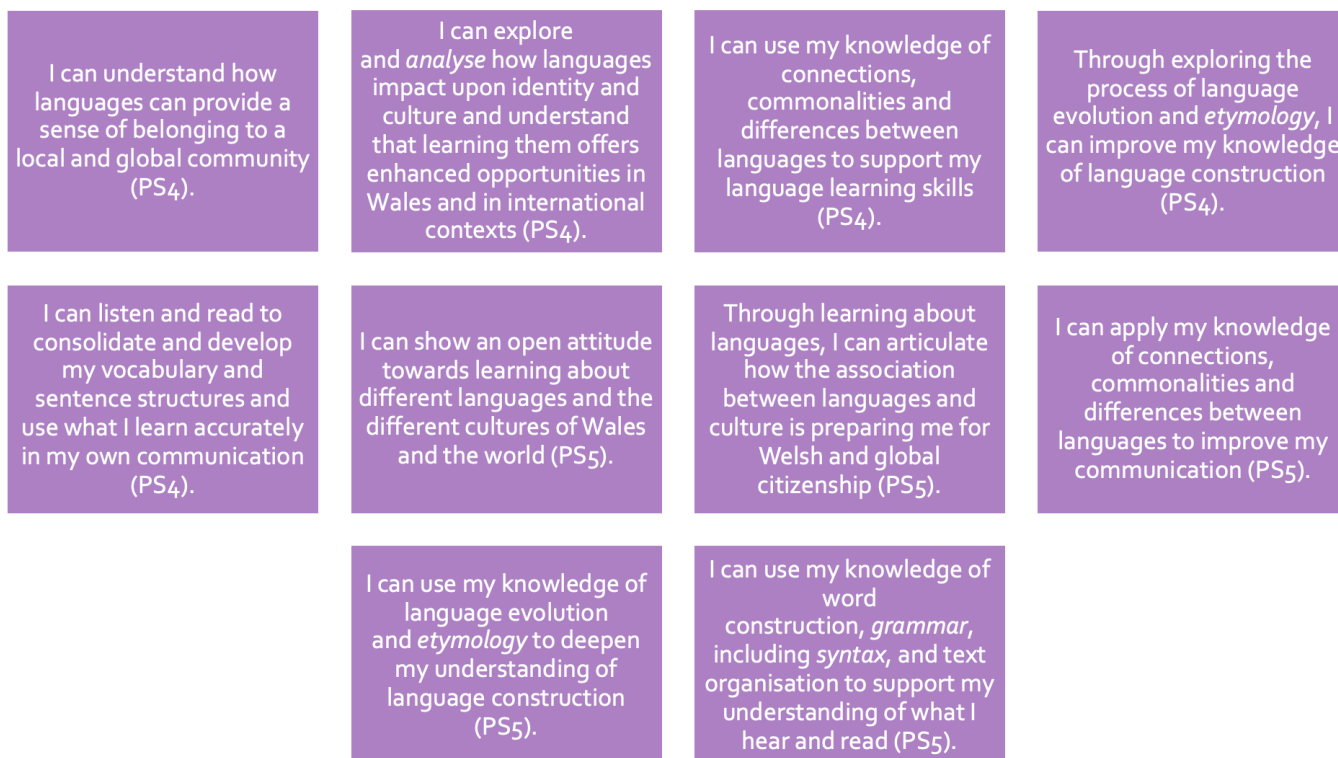 I can understand how
languages can provide a
sense of belonging to a
local and global community
(PS4).
I can explore
and analyse how languages
impact upon identity and
culture and understand
that learning them offers
enhanced opportunities in
Wales and in international
contexts (PS4).
I can use my knowledge of
connections,
commonalities and
differences between
languages to support my
language learning skills
(PS4).
Through exploring the
process of language
evolution and etymology, I
can improve my knowledge
of language construction
(PS4).
I can listen and read to
consolidate and develop
my vocabulary and
sentence structures and
use what I learn accurately
in my own communication
(PS4).
I can show an open attitude
towards learning about
different languages and the
different cultures of Wales
and the world (PS5).
Through learning about
languages, I can articulate
how the association
between languages and
culture is preparing me for
Welsh and global
citizenship (PS5).
I can apply my knowledge
of connections,
commonalities and
differences between
languages to improve my
communication (PS5).
I can use my knowledge of
language evolution
and etymology to deepen
my understanding of
language construction
(PS5).
I can use my knowledge of
word
construction, grammar,
including syntax, and text
organisation to support my
understanding of what I
hear and read (PS5).